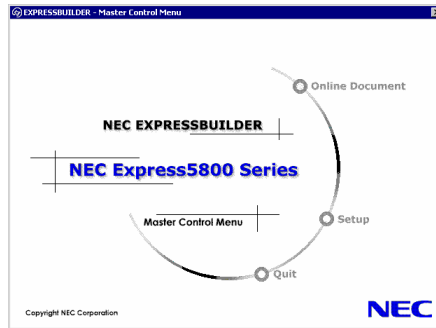 EXPRESSBUILDER - Master Control Menu
Online Document
NEC EXPRESSBUILDER
NEC Express5800 Series
Master Control Menu
Setup
Quit
Copyright NEC Corporation
NEC